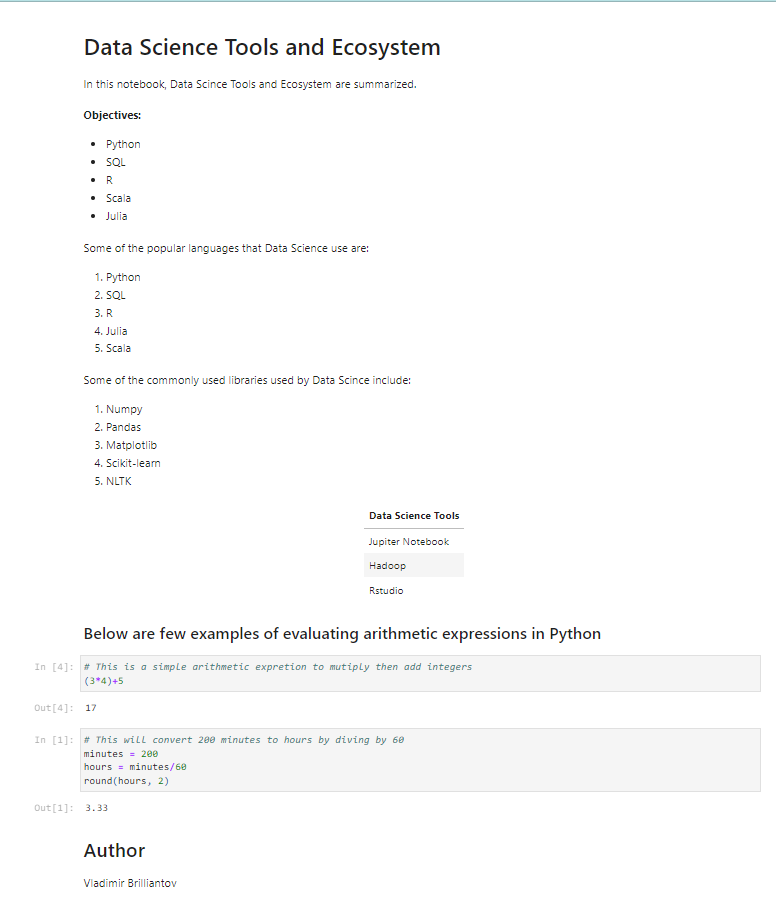 Data Science Tools and Ecosystem
In this notebook, Data Scince Tools and Ecosystem are summarized.
Objectives:
• Python
• SQL
• R
• Scala
• Julia
Some of the popular languages that Data Science use are:
1. Python
2. SQL
3. R
4. Julia
5. Scala
Some of the commonly used libraries used by Data Scince include:
1. Numpy
2. Pandas
3. Matplotlib
4. Scikit-learn
5. NLTK
Data Science Tools
Jupiter Notebook
Hadoop
Rstudio
Below are few examples of evaluating arithmetic expressions in Python
In [4]: # This is a simple arithmetic expretion to mutiply then add integers
(3*4)+5
Out[4]: 17
In [1]: # This will convert 200 minutes to hours by diving by 60
minutes = 200
hours = minutes/60
round(hours, 2)
Out[1]: 3.33
Author
Vladimir Brilliantov